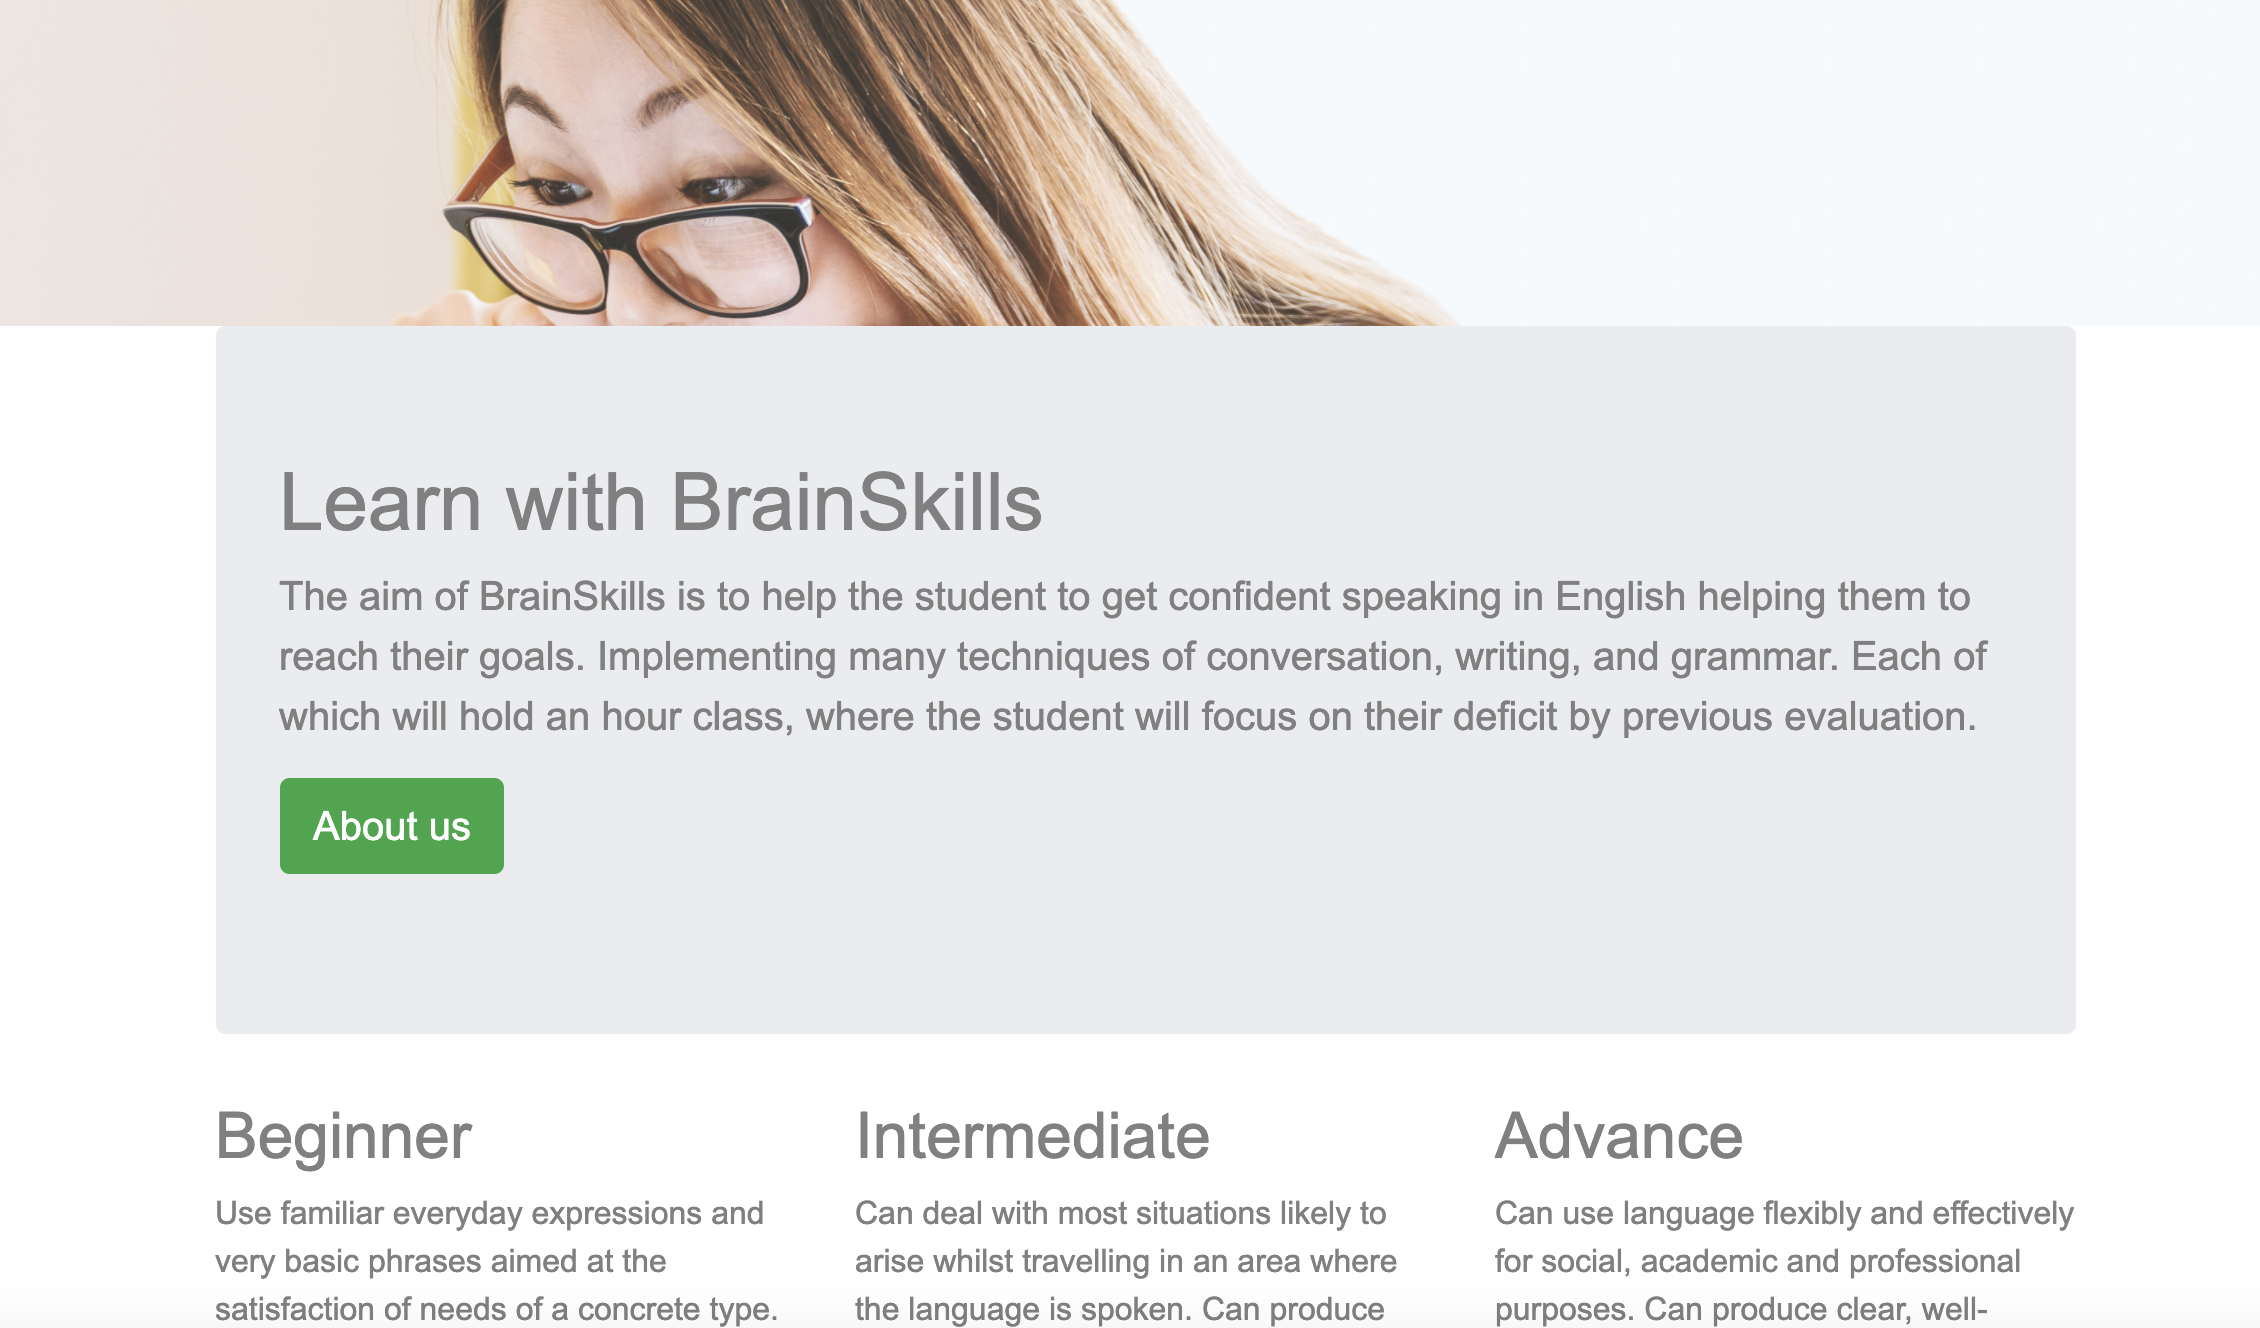 Learn with BrainSkills
The aim of BrainSkills is to help the student to get confident speaking in English helping them to
reach their goals. Implementing many techniques of conversation, writing, and grammar. Each of
which will hold an hour class, where the student will focus on their deficit by previous evaluation.
About us
Beginner
Use familiar everyday expressions and
very basic phrases aimed at the
satisfaction of needs of a concrete type.
Intermediate
Can deal with most situations likely to
arise whilst travelling in an area where
the language is spoken. Can produce
Advance
Can use language flexibly and effectively
for social, academic and professional
purposes. Can produce clear, well-